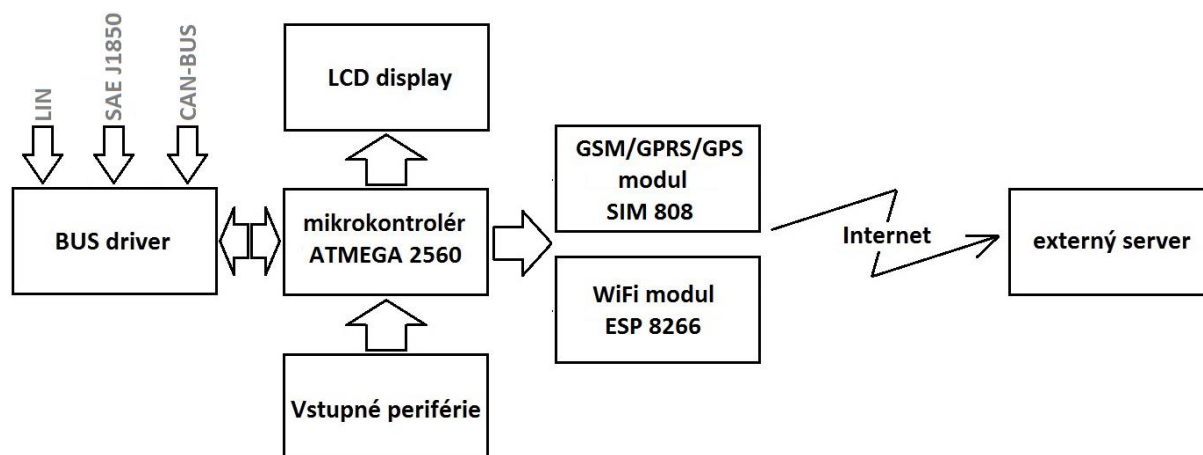 LIN
SAE J1850
CAN-BUS
LCD display
BUS driver
mikrokontrolér
ATMEGA 2560
GSM/GPRS/GPS
modul
SIM 808
WiFi modul
ESP 8266
Internet
externý server
Vstupné periférie